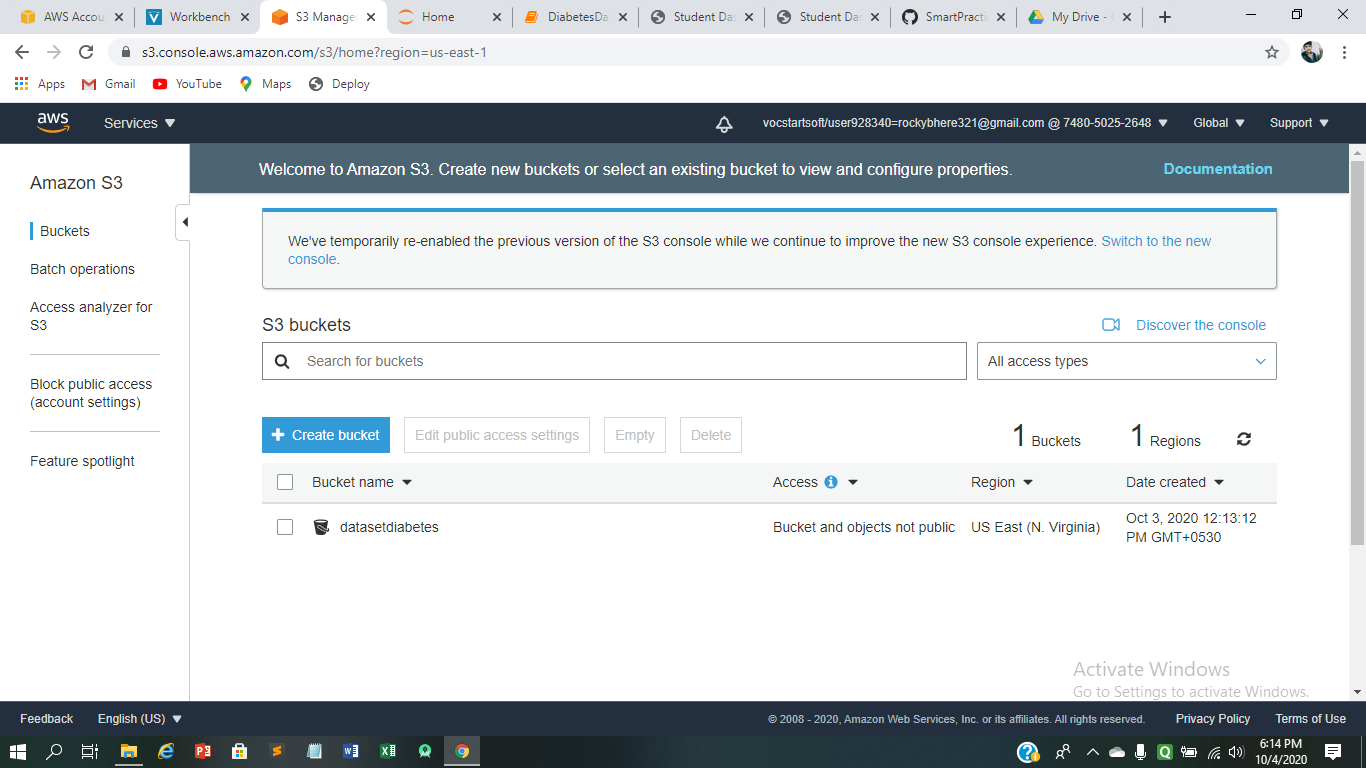 AWS Accou
Workbench
S3 Manage
Home
DiabetesDa
Student Das
Student Das
SmartPracti
My Drive - G
s3.console.aws.amazon.com/s3/home?region=us-east-1
Apps
Gmail
YouTube
Maps
Deploy
aws
Services
vocstartsoft/user928340=rockybhere321@gmail.com @ 7480-5025-2648
Global
Support
Amazon S3
Buckets
Batch operations
Access analyzer for
S3
Block public access
(account settings)
Feature spotlight
Welcome to Amazon S3. Create new buckets or select an existing bucket to view and configure properties.
Documentation
We've temporarily re-enabled the previous version of the S3 console while we continue to improve the new S3 console experience. Switch to the new
console.
S3 buckets
Discover the console
Search for buckets
All access types
+ Create bucket
Edit public access settings
Empty
Delete
1 Buckets
1 Regions
Bucket name
Access
Region
Date created
datasetdiabetes
Bucket and objects not public
US East (N. Virginia)
Oct 3, 2020 12:13:12
PM GMT+0530
Activate Windows
Go to Settings to activate Windows.
Feedback
English (US)
© 2008 - 2020, Amazon Web Services, Inc. or its affiliates. All rights reserved.
Privacy Policy
Terms of Use
6:14 PM
10/4/2020